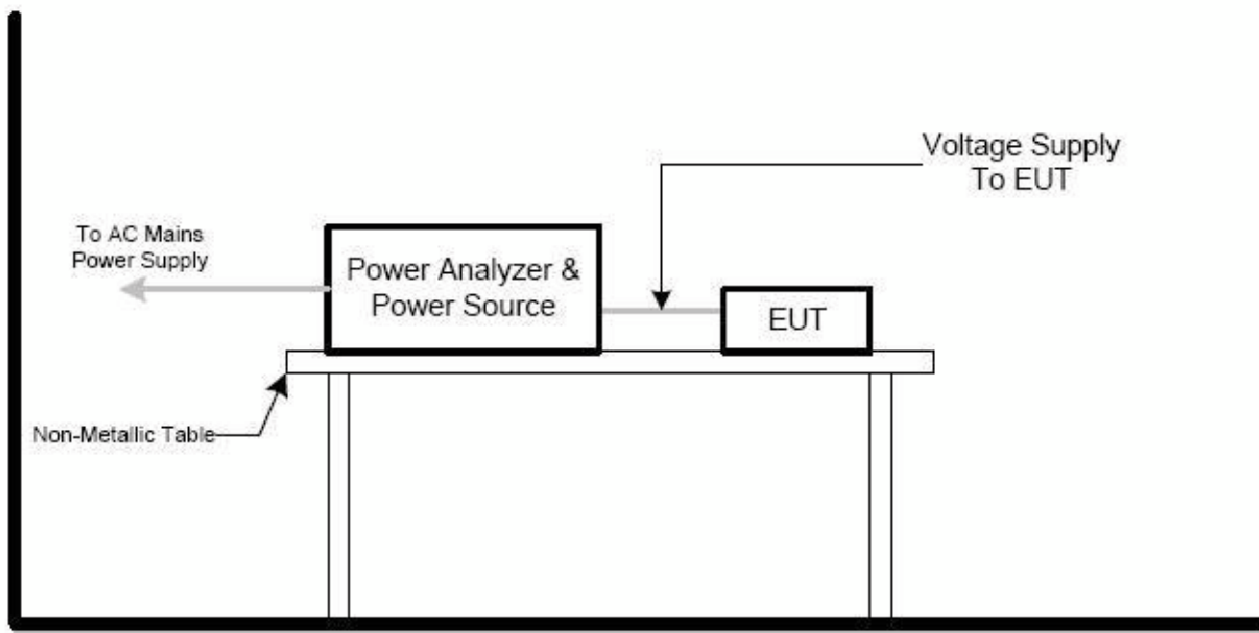 Voltage Supply
To EUT
To AC Mains
Power Supply
Power Analyzer &
Power Source
EUT
Non-Metallic Table